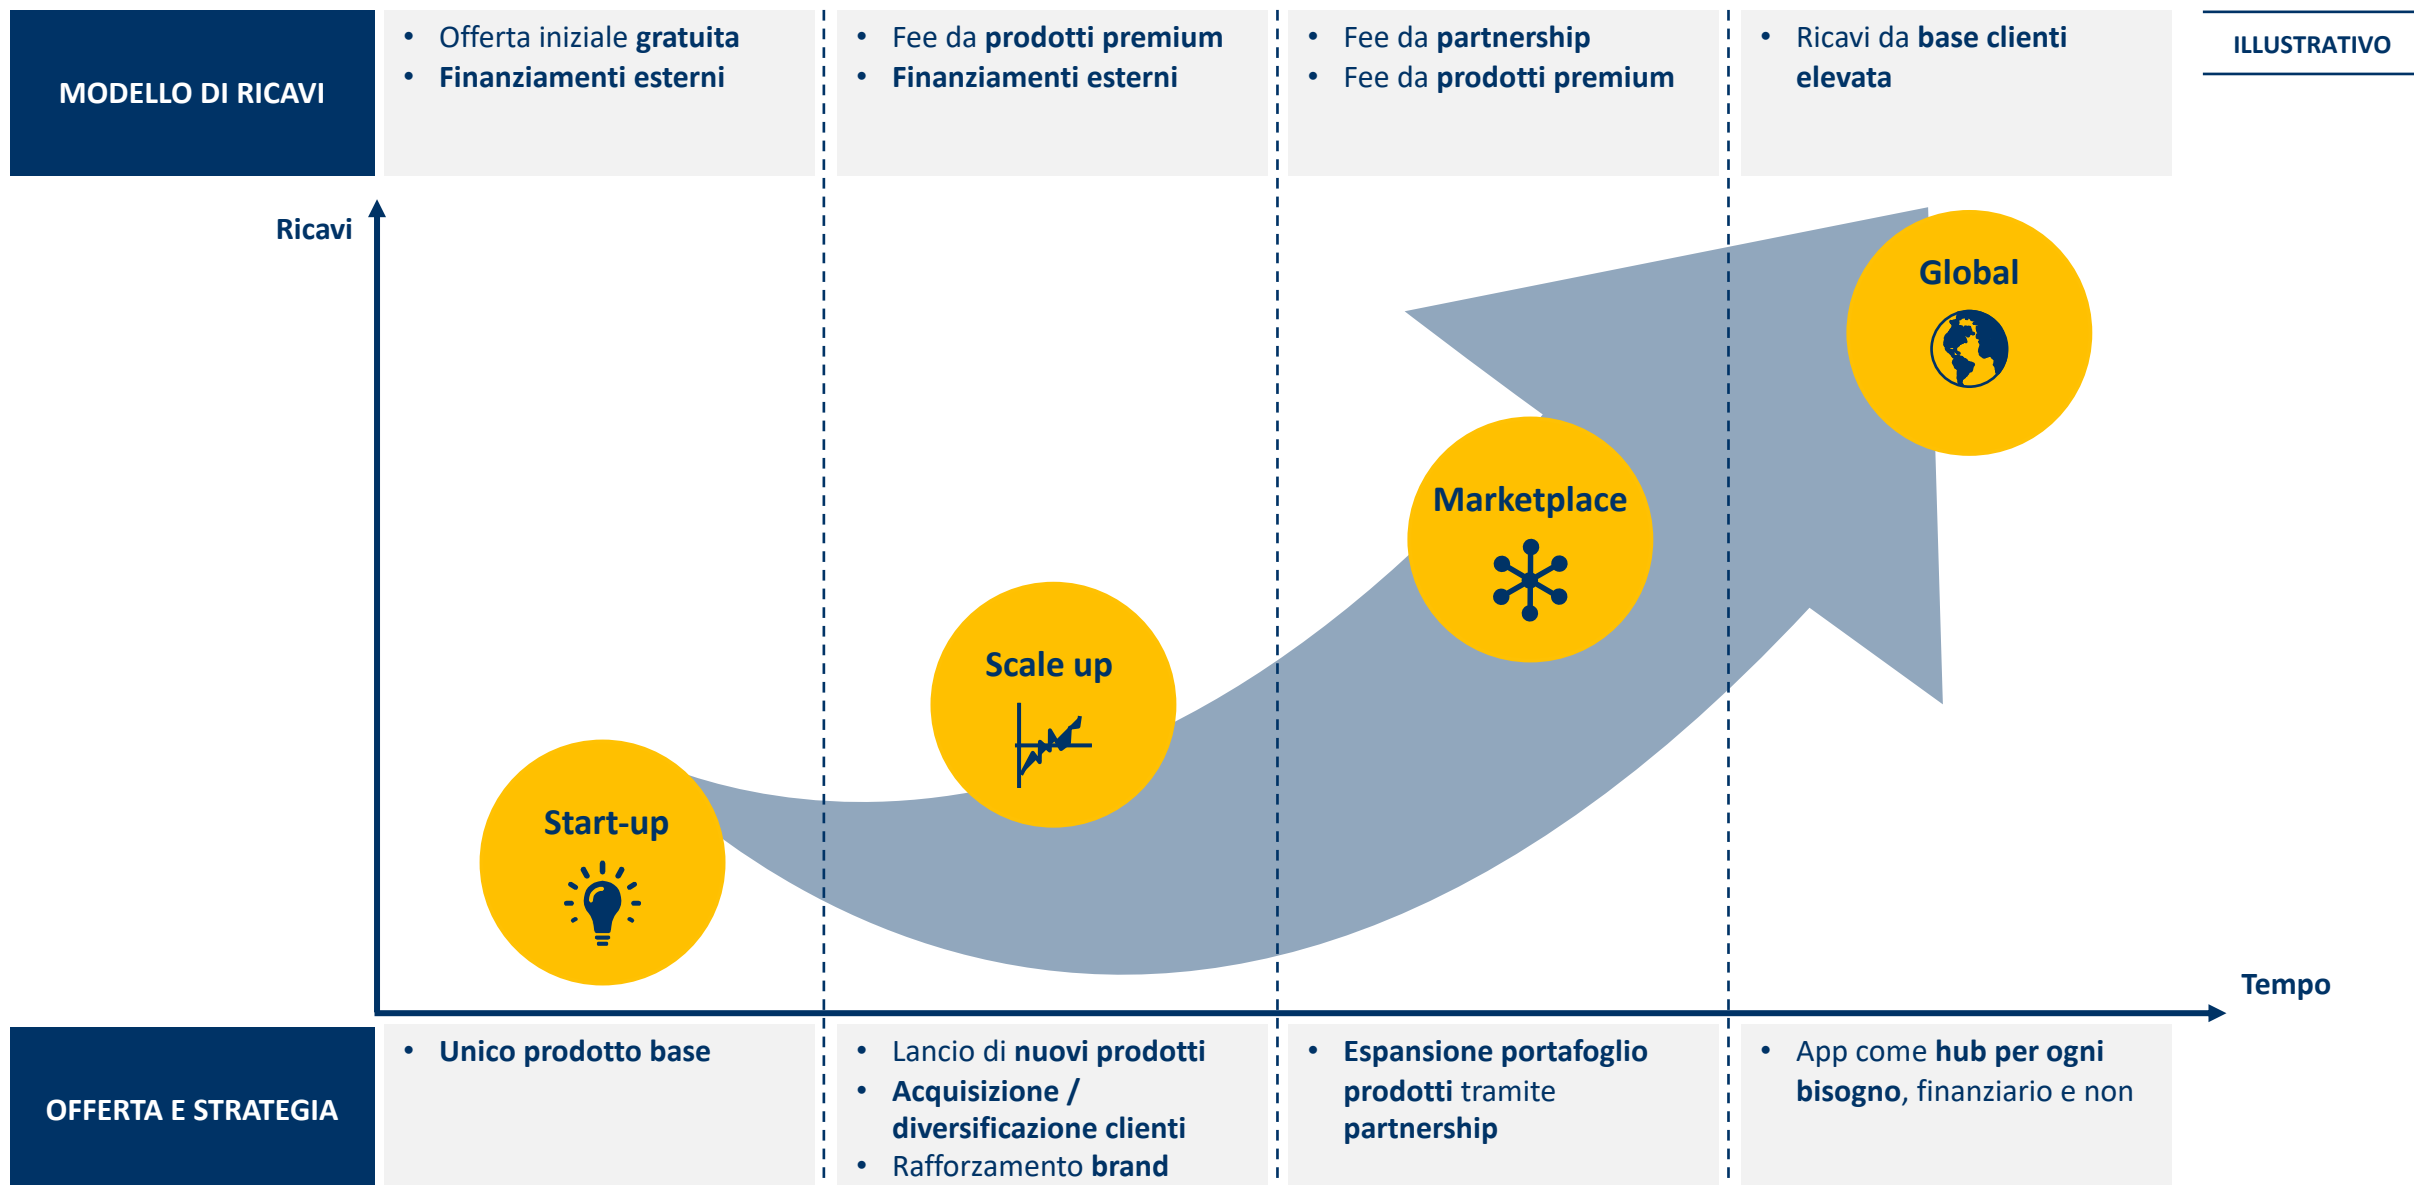 MODELLO DI RICAVI
• Offerta iniziale gratuita
• Finanziamenti esterni
• Fee da prodotti premium
• Finanziamenti esterni
• Fee da partnership
• Fee da prodotti premium
• Ricavi da base clienti
elevata
ILLUSTRATIVO
Ricavi
Global
Marketplace
Scale up
Start-up
Tempo
OFFERTA E STRATEGIA
• Unico prodotto base
• Lancio di nuovi prodotti
• Acquisizione /
diversificazione clienti
• Rafforzamento brand
• Espansione portafoglio
prodotti tramite
partnership
• App come hub per ogni
bisogno, finanziario e non